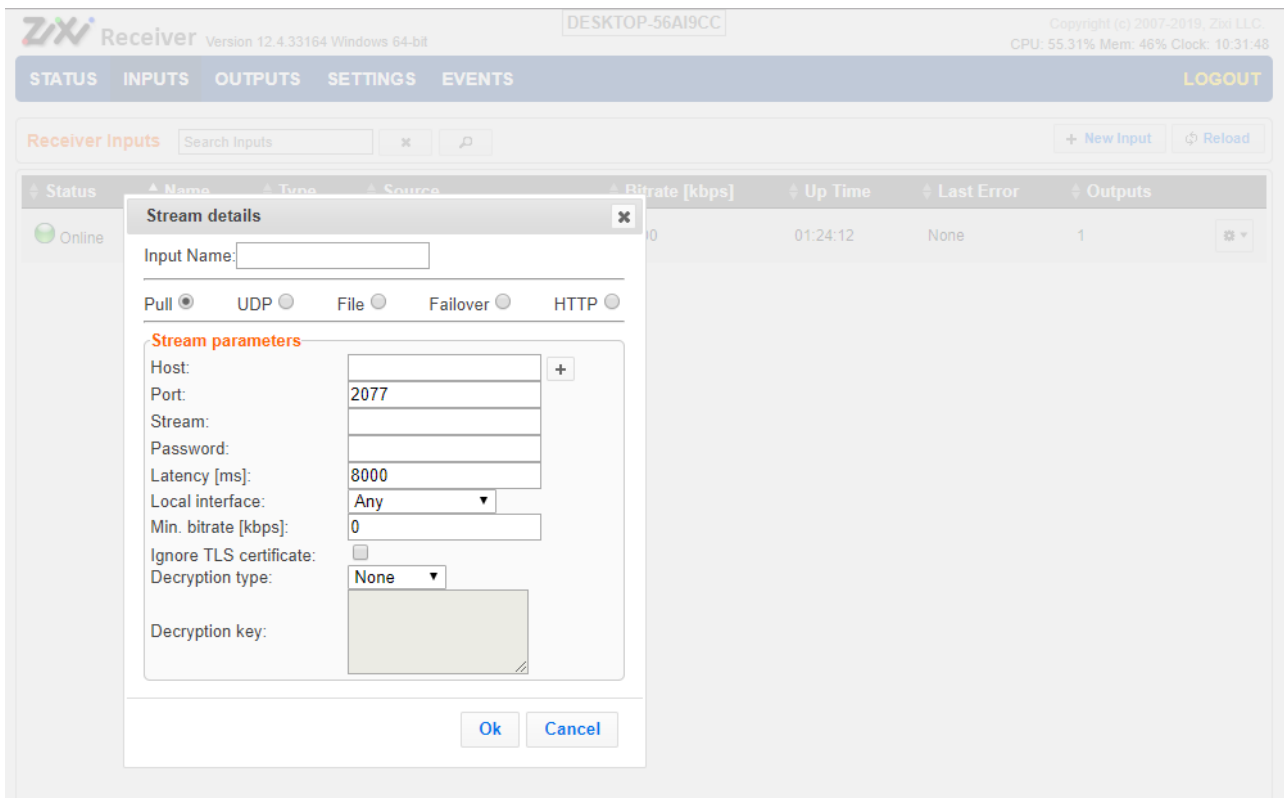 Zixi Receiver Version 12.4.33164 Windows 64-bit
DESKTOP-56AI9CC
Copyright (c) 2007-2019, Zixi LLC.
CPU: 55.31% Mem: 46% Clock: 10:31:48
STATUS INPUTS OUTPUTS SETTINGS EVENTS LOGOUT
Receiver Inputs Search Inputs + New Input Reload
Status Name Type Source Bitrate [kbps] Up Time Last Error Outputs
Online 01:24:12 None 1
Stream details
Input Name:
Pull UDP File Failover HTTP
Stream parameters
Host: +
Port: 2077
Stream:
Password:
Latency [ms]: 8000
Local interface: Any
Min. bitrate [kbps]: 0
Ignore TLS certificate:
Decryption type: None
Decryption key:
Ok Cancel